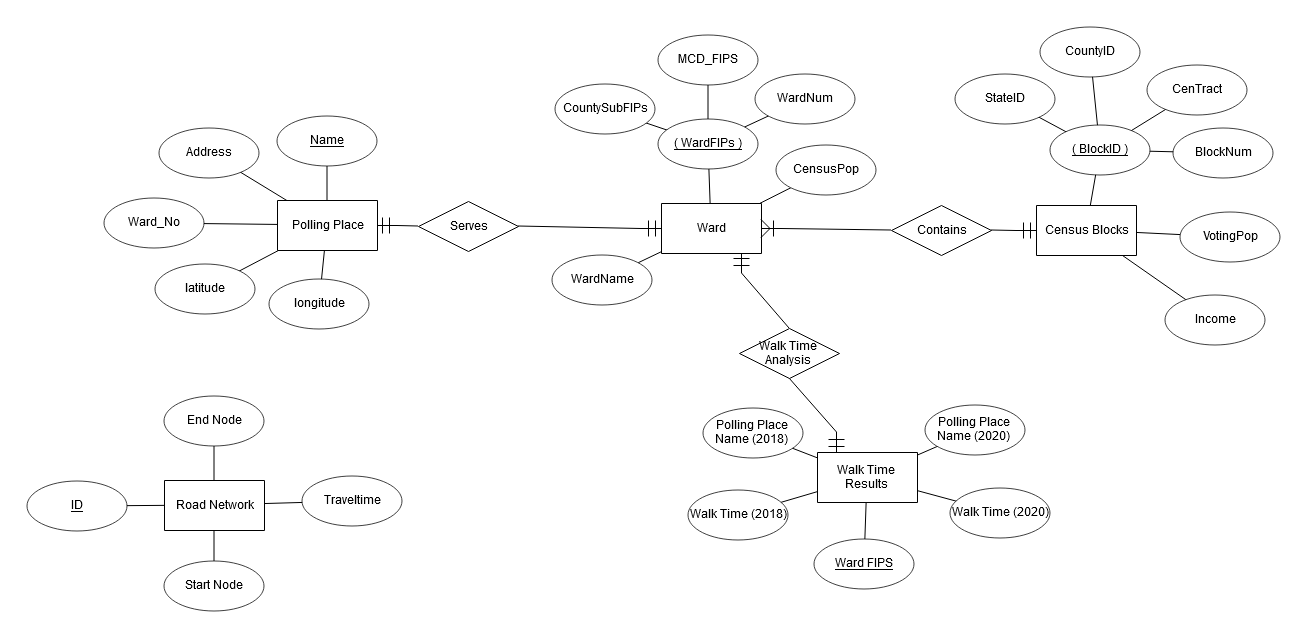 CountyID
MCD_FIPS
CenTract
StateID
WardNum
CountySubFIPs
Name
( WardFIPs )
( BlockID )
Address
BlockNum
CensusPop
Ward_No
Polling Place
Serves
Ward
Contains
Census Blocks
VotingPop
WardName
latitude
longitude
Income
Walk Time
Analysis
End Node
Polling Place
Name (2018)
Polling Place
Name (2020)
Walk Time
Results
ID
Road Network
Traveltime
Walk Time (2018)
Walk Time (2020)
Ward FIPS
Start Node